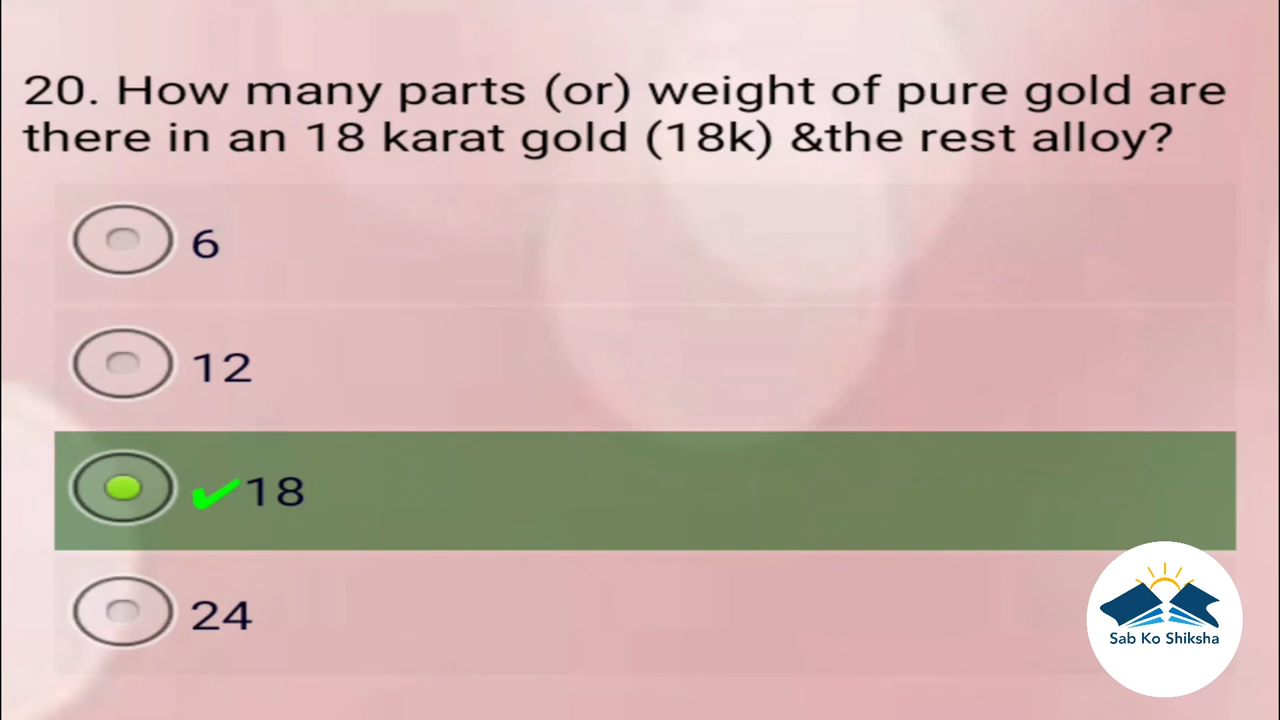 20. How many parts (or) weight of pure gold are
there in an 18 karat gold (18k) &the rest alloy?
6
12
✔18
24
Sab Ko Shiksha